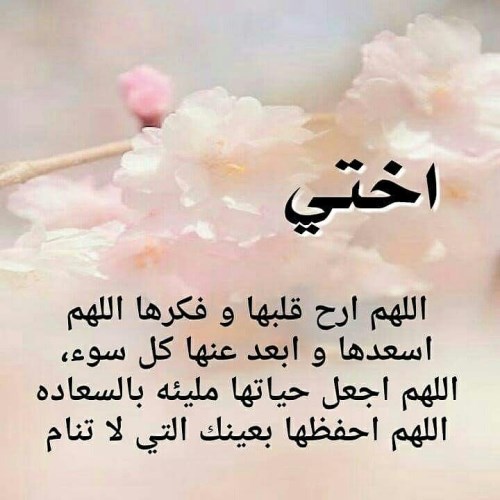 اختي
اللهم ارح قلبها و فكرها اللهم
اسعدها و ابعد عنها كل سوء،
اللهم اجعل حياتها مليئه بالسعاده
اللهم احفظها بعينك التي لا تنام